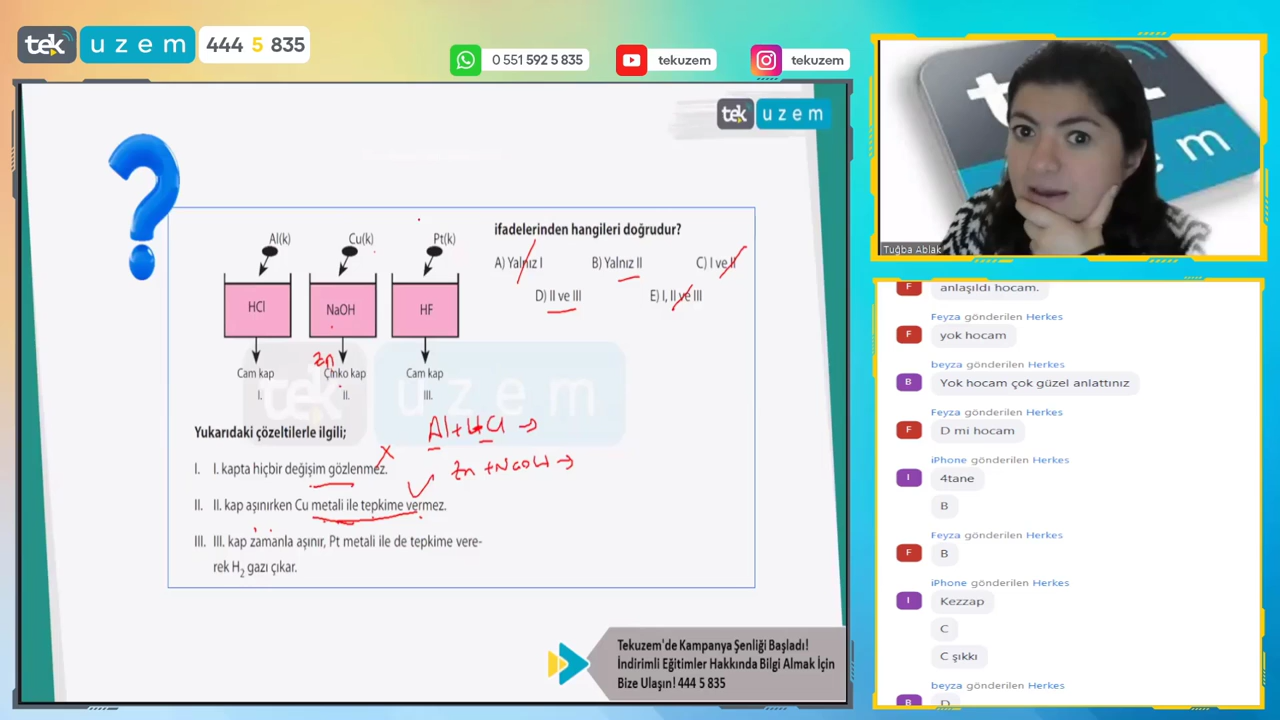 tek uzem 444 5 835
0 551 592 5 835
tekuzem
tekuzem
tek uzem
Al(k) Cu(k) Pt(k)
HCl NaOH HF
Zn
Cam kap Çinko kap Cam kap
I. II. III.
tek uzem
Yukarıdaki çözeltilerle ilgili;
I. I. kapta hiçbir değişim gözlenmez.
II. II. kap aşınırken Cu metali ile tepkime vermez.
III. III. kap zamanla aşınır, Pt metali ile de tepkime vere-
rek H2 gazı çıkar.
Al + HCl →
Zn + NaOH →
ifadelerinden hangileri doğrudur?
A) Yalnız I B) Yalnız II C) I ve II
D) II ve III E) I, II ve III
Tekuzem'de Kampanya Şenliği Başladı!
İndirimli Eğitimler Hakkında Bilgi Almak İçin
Bize Ulaşın! 444 5 835
Tuğba Ablak
F anlaşıldı hocam.
Feyza gönderilen Herkes
F yok hocam
beyza gönderilen Herkes
B Yok hocam çok güzel anlattınız
Feyza gönderilen Herkes
F D mi hocam
iPhone gönderilen Herkes
I 4tane
B
Feyza gönderilen Herkes
F B
iPhone gönderilen Herkes
I Kezzap
C
C şıkkı
beyza gönderilen Herkes
B D